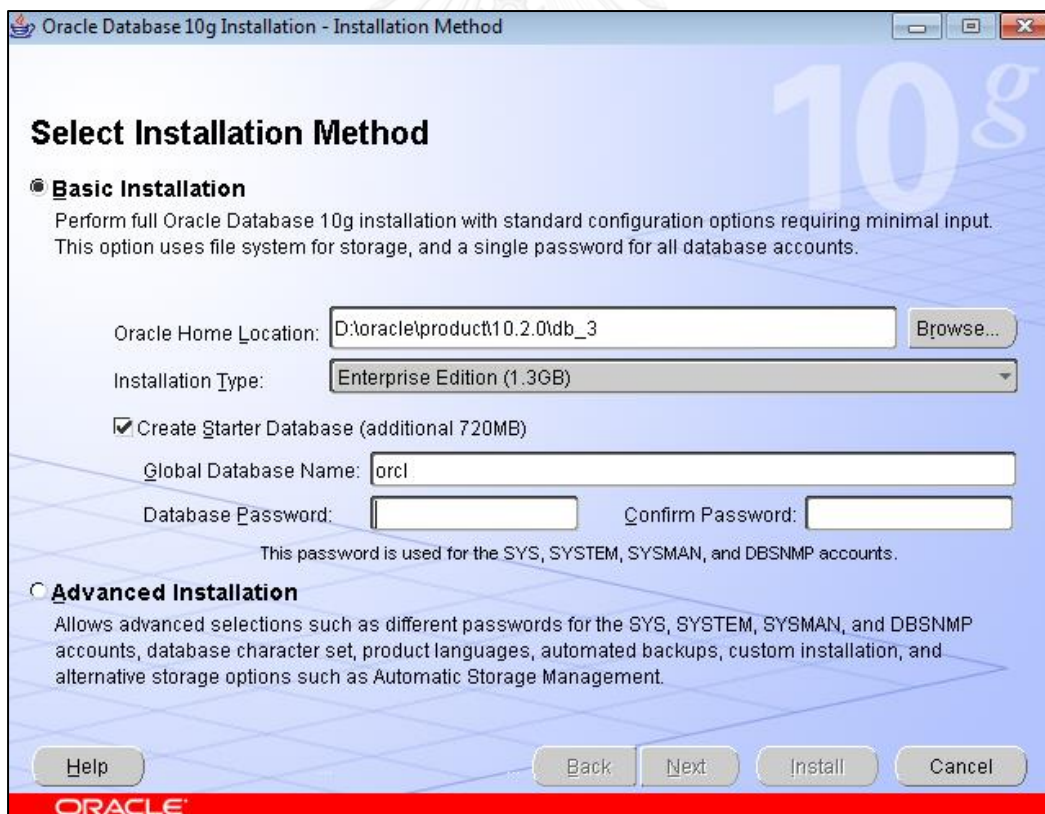 Oracle Database 10g Installation - Installation Method
10g
Select Installation Method
Basic Installation
Perform full Oracle Database 10g installation with standard configuration options requiring minimal input.
This option uses file system for storage, and a single password for all database accounts.
Oracle Home Location: D:\oracle\product\10.2.0\db_3 Browse...
Installation Type: Enterprise Edition (1.3GB)
Create Starter Database (additional 720MB)
Global Database Name: orcl
Database Password: Confirm Password:
This password is used for the SYS, SYSTEM, SYSMAN, and DBSNMP accounts.
Advanced Installation
Allows advanced selections such as different passwords for the SYS, SYSTEM, SYSMAN, and DBSNMP
accounts, database character set, product languages, automated backups, custom installation, and
alternative storage options such as Automatic Storage Management.
Help Back Next Install Cancel
ORACLE